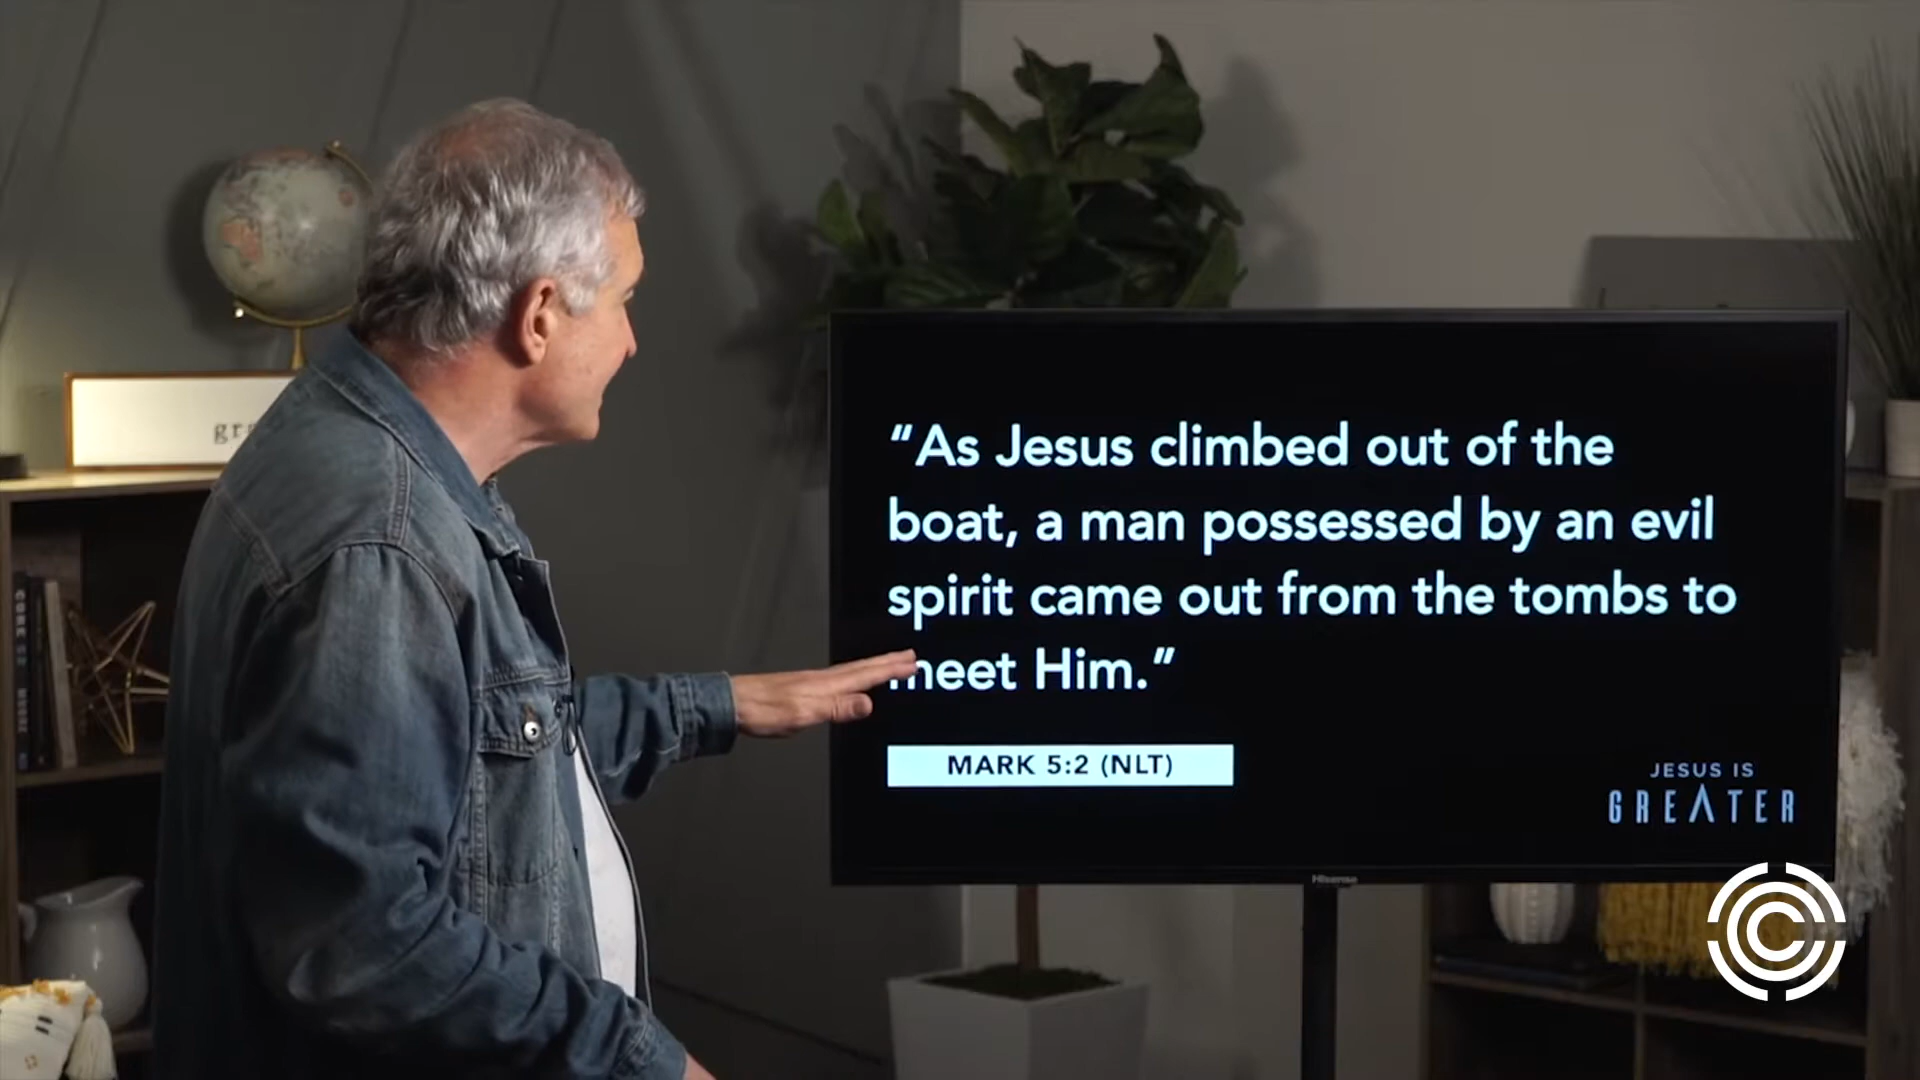 “As Jesus climbed out of the
boat, a man possessed by an evil
spirit came out from the tombs to
meet Him.”
MARK 5:2 (NLT)
JESUS IS
GREATER
Hisense
C